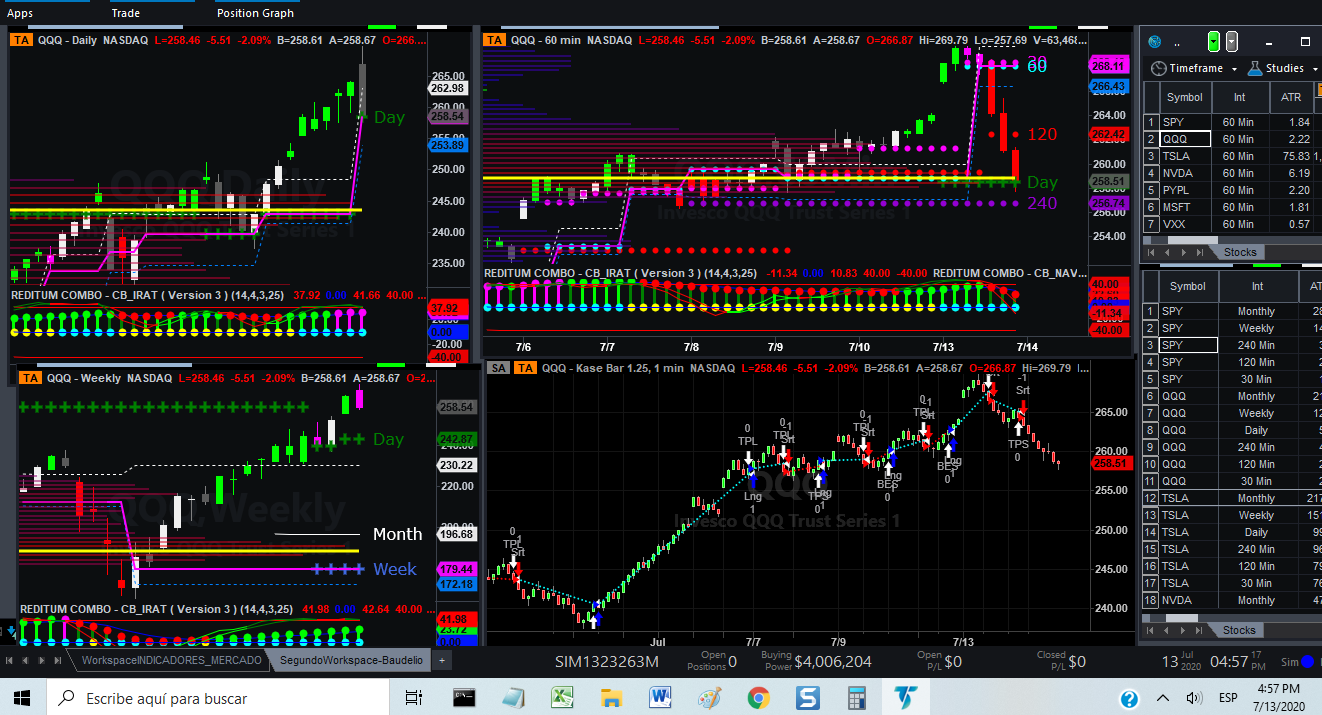 Apps Trade Position Graph
TA QQQ - Daily NASDAQ L=258.46 -5.51 -2.09% B=258.61 A=258.67 O=266....
QQQ,Daily
265.00
262.98
260.00
258.54
255.00
253.89
250.00
245.00
240.00
235.00
Day
REDITUM COMBO - CB_IRAT ( Version 3 ) (14,4,3,25) 37.92 0.00 41.66 40.00 ...
37.92
0.00
-20.00
-40.00
TA QQQ - 60 min NASDAQ L=258.46 -5.51 -2.09% B=258.61 A=258.67 O=266.87 Hi=269.79 Lo=257.69 V=63,468...
60
120
Day
240
Invesco QQQ Trust Series 1
268.11
266.43
264.00
262.42
260.00
258.51
256.74
256.00
254.00
REDITUM COMBO - CB_IRAT ( Version 3 ) (14,4,3,25) -11.34 0.00 10.83 40.00 -40.00 REDITUM COMBO - CB_NAV...
40.00
-11.34
-40.00
7/6 7/7 7/8 7/9 7/10 7/13 7/14
TA QQQ - Weekly NASDAQ L=258.46 -5.51 -2.09% B=258.61 A=258.67 O=2...
QQQ,Weekly
Day
Month
Week
258.54
242.87
240.00
230.22
220.00
200.00
196.68
179.44
172.18
REDITUM COMBO - CB_IRAT ( Version 3 ) (14,4,3,25) 41.98 0.00 42.64 40.00 ...
41.98
23.72
0.00
SA TA QQQ - Kase Bar 1.25, 1 min NASDAQ L=258.46 -5.51 -2.09% B=258.61 A=258.67 O=266.87 Hi=269.79 l...
QQQ
Invesco QQQ Trust Series 1
0
TPL
Srt
Lng
1
BES
0
-1
Srt
TPS
0
265.00
260.00
258.51
255.00
250.00
245.00
240.00
Jul 7/7 7/9 7/13
Timeframe Studies
Symbol Int ATR
1 SPY 60 Min 1.84
2 QQQ 60 Min 2.22
3 TSLA 60 Min 75.83 1,
4 NVDA 60 Min 6.19
5 PYPL 60 Min 2.20
6 MSFT 60 Min 1.81
7 VXX 60 Min 0.57
Stocks
Symbol Int AT
1 SPY Monthly 28
2 SPY Weekly 14
3 SPY 240 Min 3
4 SPY 120 Min 2
5 SPY 30 Min
6 QQQ Monthly 21
7 QQQ Weekly 12
8 QQQ Daily 5
9 QQQ 240 Min 4
10 QQQ 120 Min 2
11 QQQ 30 Min
12 TSLA Monthly 217
13 TSLA Weekly 151
14 TSLA Daily 99
15 TSLA 240 Min 96
16 TSLA 120 Min 79
17 TSLA 30 Min 76
18 NVDA Monthly 47
Stocks
WorkspaceINDICADORES_MERCADO SegundoWorkspace-Baudelio +
SIM1323263M Open Positions 0 Buying Power $4,006,204 Open P/L $0 Closed P/L $0 13 Jul 2020 04:57 17 PM Sim
Escribe aquí para buscar
ESP
4:57 PM
7/13/2020